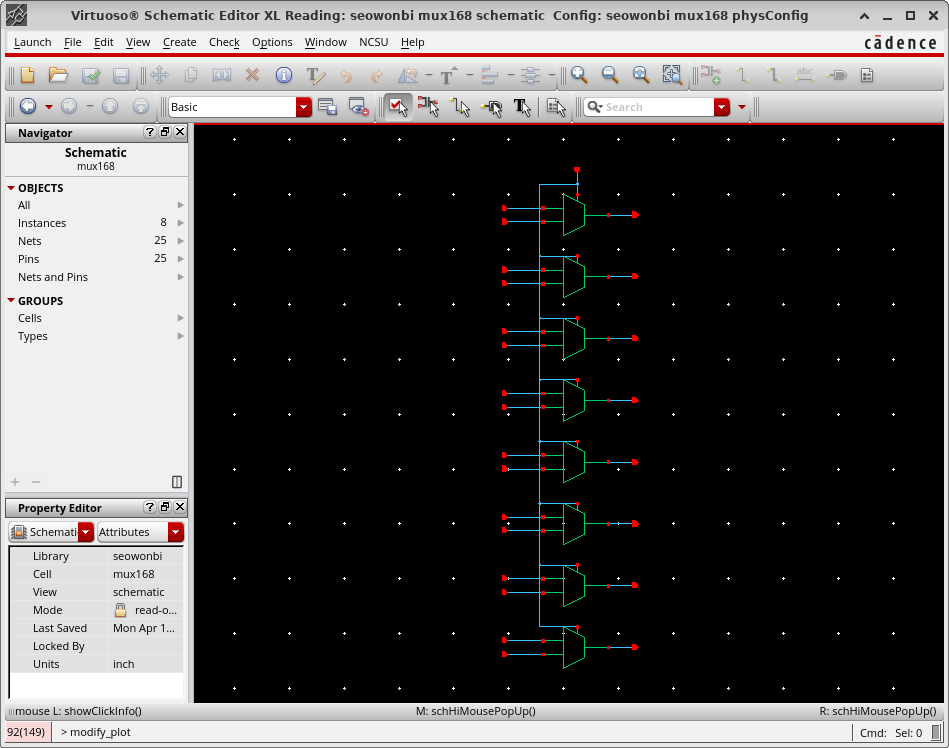 Virtuoso® Schematic Editor XL Reading: seowonbi mux168 schematic Config: seowonbi mux168 physConfig
Launch File Edit View Create Check Options Window NCSU Help
cādence
Basic
Search
Navigator
Schematic
mux168
OBJECTS
All
Instances 8
Nets 25
Pins 25
Nets and Pins
GROUPS
Cells
Types
Property Editor
Schemati Attributes
Library seowonbi
Cell mux168
View schematic
Mode read-o...
Last Saved Mon Apr 1...
Locked By
Units inch
mouse L: showClickInfo() M: schHiMousePopUp() R: schHiMousePopUp()
92(149) > modify_plot Cmd: Sel: 0